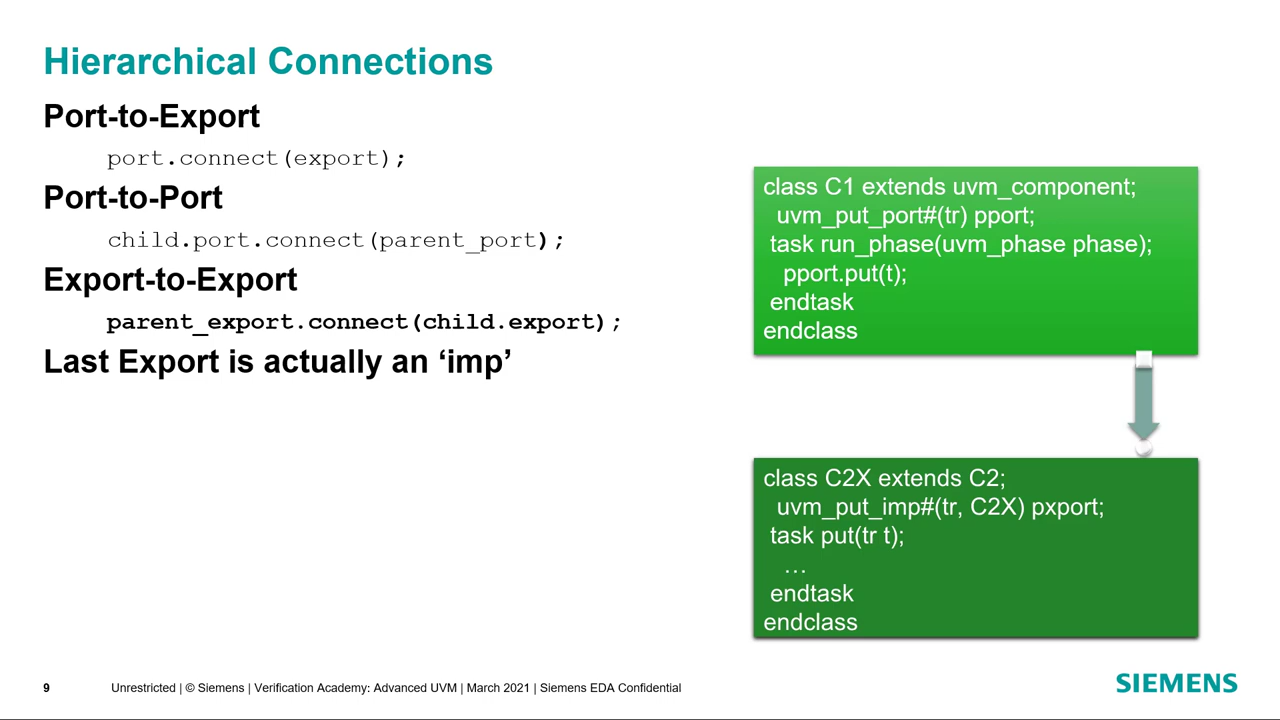 Hierarchical Connections
Port-to-Export
port.connect(export);
Port-to-Port
child.port.connect(parent_port);
Export-to-Export
parent_export.connect(child.export);
Last Export is actually an ‘imp’
class C1 extends uvm_component;
uvm_put_port#(tr) pport;
task run_phase(uvm_phase phase);
pport.put(t);
endtask
endclass
class C2X extends C2;
uvm_put_imp#(tr, C2X) pxport;
task put(tr t);
…
endtask
endclass
9 Unrestricted | © Siemens | Verification Academy: Advanced UVM | March 2021 | Siemens EDA Confidential
SIEMENS